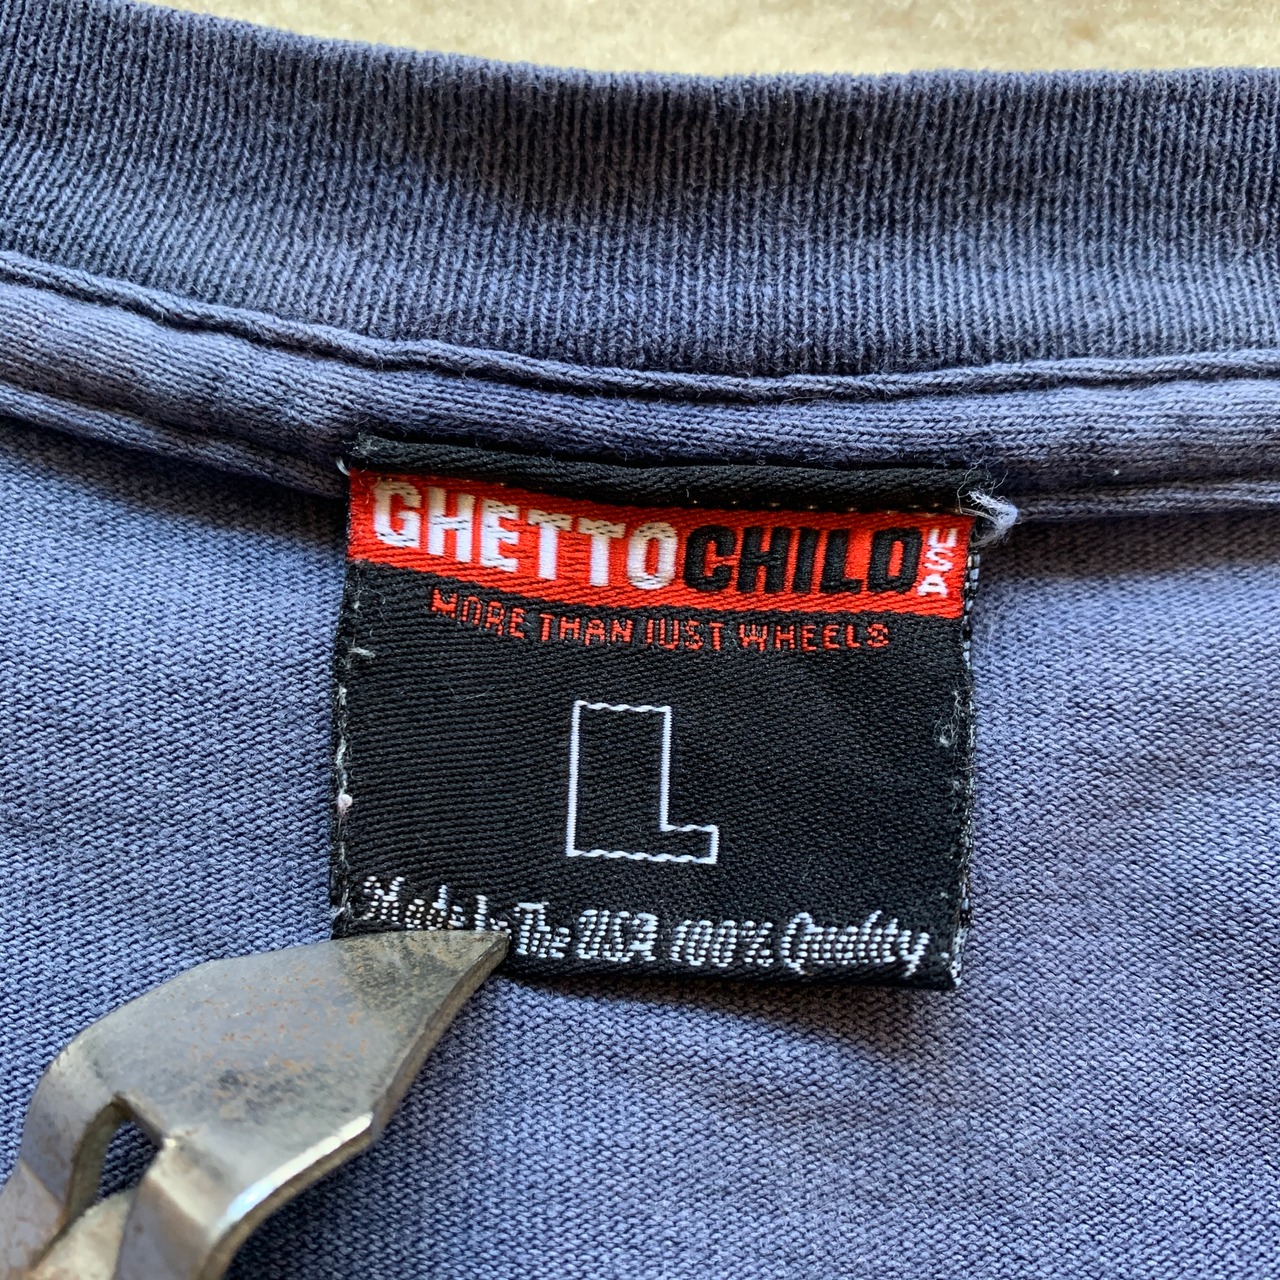 GHETTOCHILD USA
MORE THAN JUST WHEELS
L
Made In The USA 100% Quality